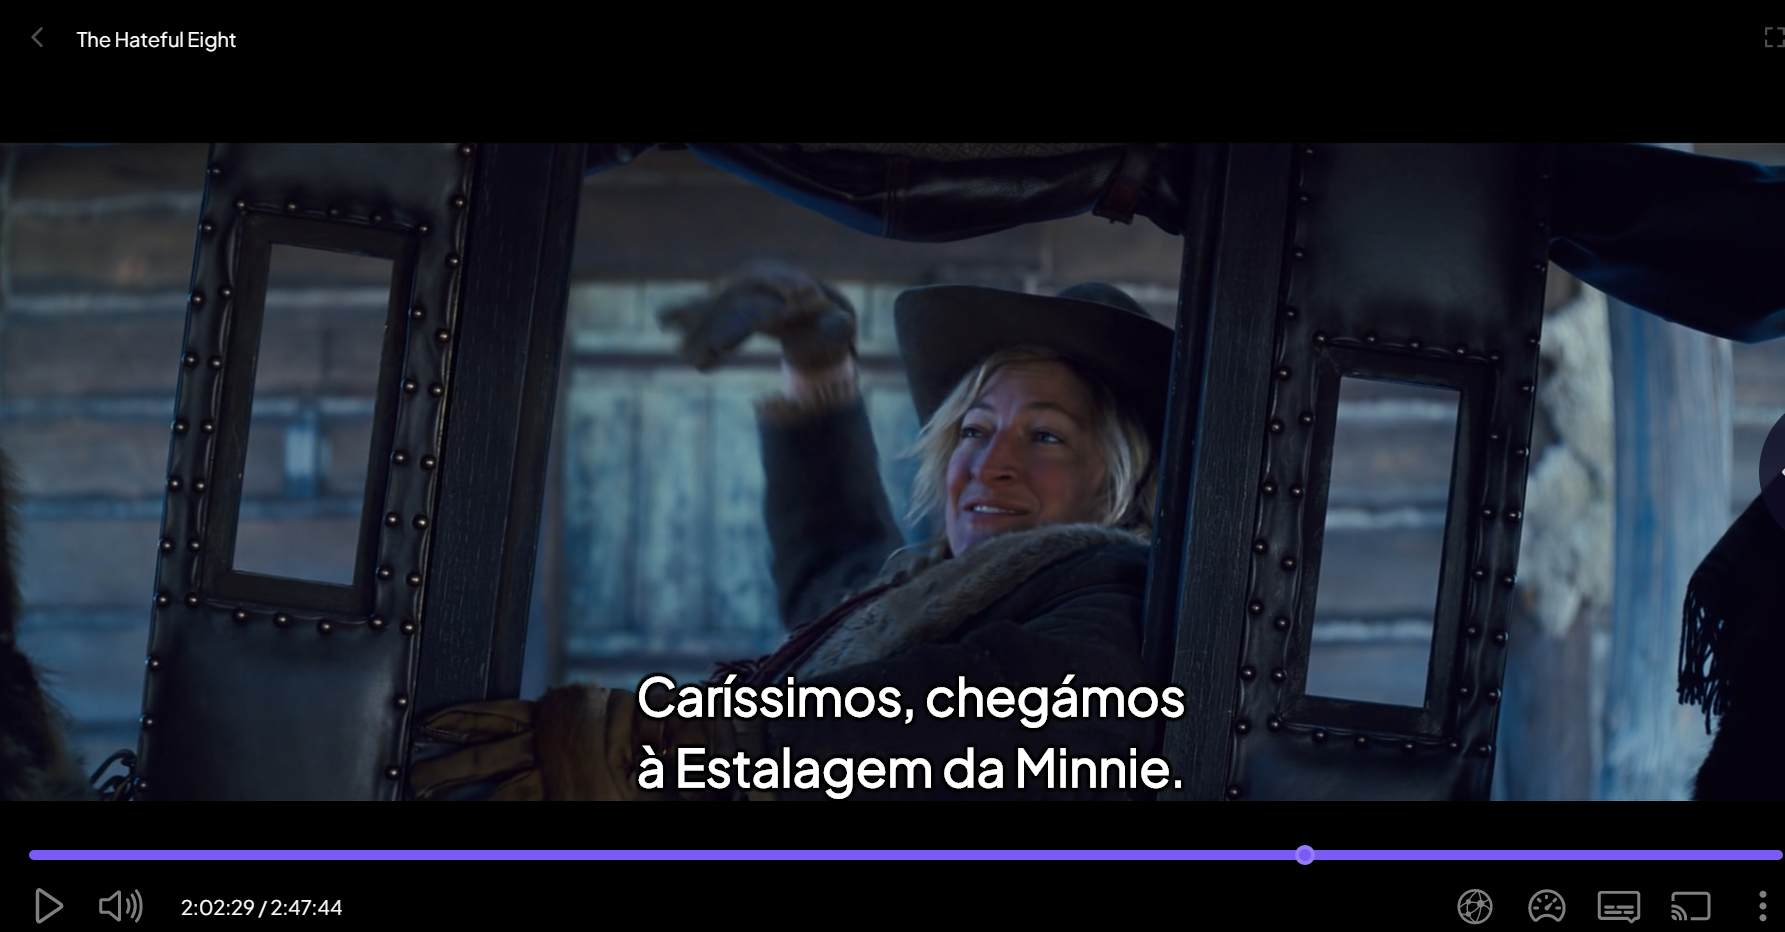 The Hateful Eight
Caríssimos, chegámos
à Estalagem da Minnie.
2:02:29 / 2:47:44